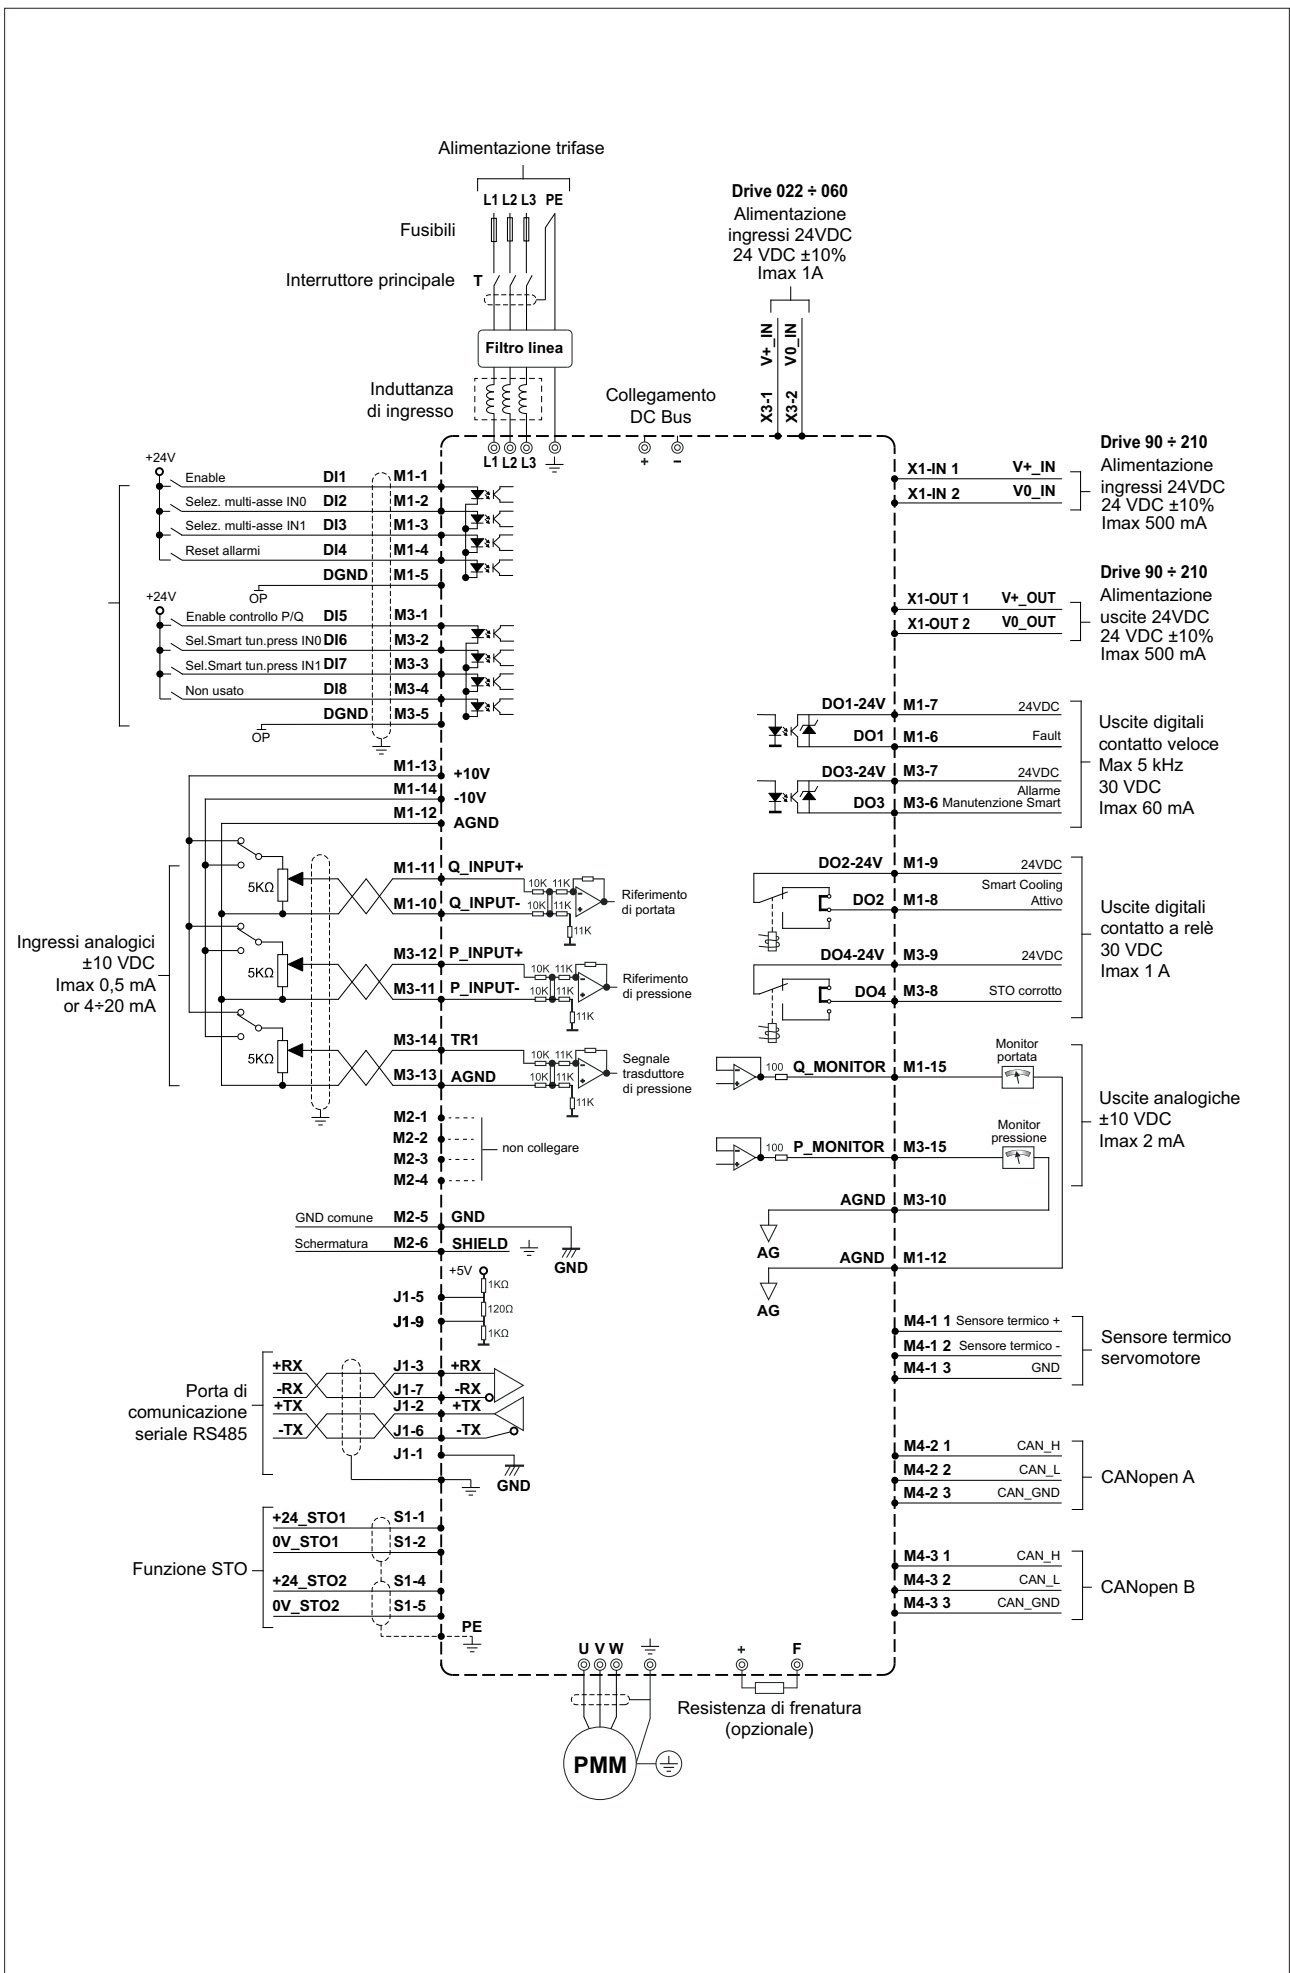 Alimentazione trifase
L1 L2 L3 PE
Fusibili
Interruttore principale T
Filtro linea
Induttanza
di ingresso
Collegamento
DC Bus
Drive 022 ÷ 060
Alimentazione
ingressi 24VDC
24 VDC ±10%
Imax 1A
V+_IN
V0_IN
X3-1
X3-2
L1 L2 L3
+ −
+24V
Enable DI1 M1-1
Selez. multi-asse IN0 DI2 M1-2
Selez. multi-asse IN1 DI3 M1-3
Reset allarmi DI4 M1-4
DGND M1-5
OP
+24V
Enable controllo P/Q DI5 M3-1
Sel.Smart tun.press IN0 DI6 M3-2
Sel.Smart tun.press IN1 DI7 M3-3
Non usato DI8 M3-4
DGND M3-5
OP
M1-13 +10V
M1-14 -10V
M1-12 AGND
Ingressi analogici
±10 VDC
Imax 0,5 mA
or 4÷20 mA
5KΩ
M1-11 Q_INPUT+
M1-10 Q_INPUT-
10K 11K
10K 11K
11K
Riferimento
di portata
5KΩ
M3-12 P_INPUT+
M3-11 P_INPUT-
10K 11K
10K 11K
11K
Riferimento
di pressione
5KΩ
M3-14 TR1
M3-13 AGND
10K 11K
10K 11K
11K
Segnale
trasduttore
di pressione
M2-1
M2-2
M2-3
M2-4
non collegare
GND comune M2-5 GND
Schermatura M2-6 SHIELD
GND
+5V
1KΩ
J1-5
120Ω
J1-9
1KΩ
Porta di
comunicazione
seriale RS485
+RX J1-3 +RX
-RX J1-7 -RX
+TX J1-2 +TX
-TX J1-6 -TX
J1-1
GND
Funzione STO
+24_STO1 S1-1
0V_STO1 S1-2
+24_STO2 S1-4
0V_STO2 S1-5
PE
X1-IN 1 V+_IN
X1-IN 2 V0_IN
Drive 90 ÷ 210
Alimentazione
ingressi 24VDC
24 VDC ±10%
Imax 500 mA
X1-OUT 1 V+_OUT
X1-OUT 2 V0_OUT
Drive 90 ÷ 210
Alimentazione
uscite 24VDC
24 VDC ±10%
Imax 500 mA
DO1-24V M1-7 24VDC
DO1 M1-6 Fault
DO3-24V M3-7 24VDC
Allarme
DO3 M3-6 Manutenzione Smart
Uscite digitali
contatto veloce
Max 5 kHz
30 VDC
Imax 60 mA
DO2-24V M1-9 24VDC
Smart Cooling
DO2 M1-8 Attivo
DO4-24V M3-9 24VDC
DO4 M3-8 STO corrotto
Uscite digitali
contatto a relè
30 VDC
Imax 1 A
100 Q_MONITOR M1-15
Monitor
portata
100 P_MONITOR M3-15
Monitor
pressione
AGND M3-10
AG
AGND M1-12
AG
Uscite analogiche
±10 VDC
Imax 2 mA
M4-1 1 Sensore termico +
M4-1 2 Sensore termico -
M4-1 3 GND
Sensore termico
servomotore
M4-2 1 CAN_H
M4-2 2 CAN_L
M4-2 3 CAN_GND
CANopen A
M4-3 1 CAN_H
M4-3 2 CAN_L
M4-3 3 CAN_GND
CANopen B
U V W
+ F
Resistenza di frenatura
(opzionale)
PMM